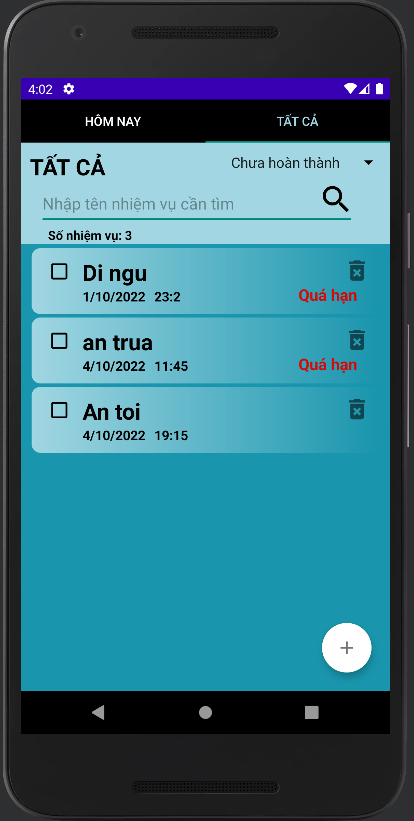 4:02
HÔM NAY TẤT CẢ
TẤT CẢ Chưa hoàn thành
Nhập tên nhiệm vụ cần tìm
Số nhiệm vụ: 3
Di ngu
1/10/2022 23:2 Quá hạn
an trua
4/10/2022 11:45 Quá hạn
An toi
4/10/2022 19:15